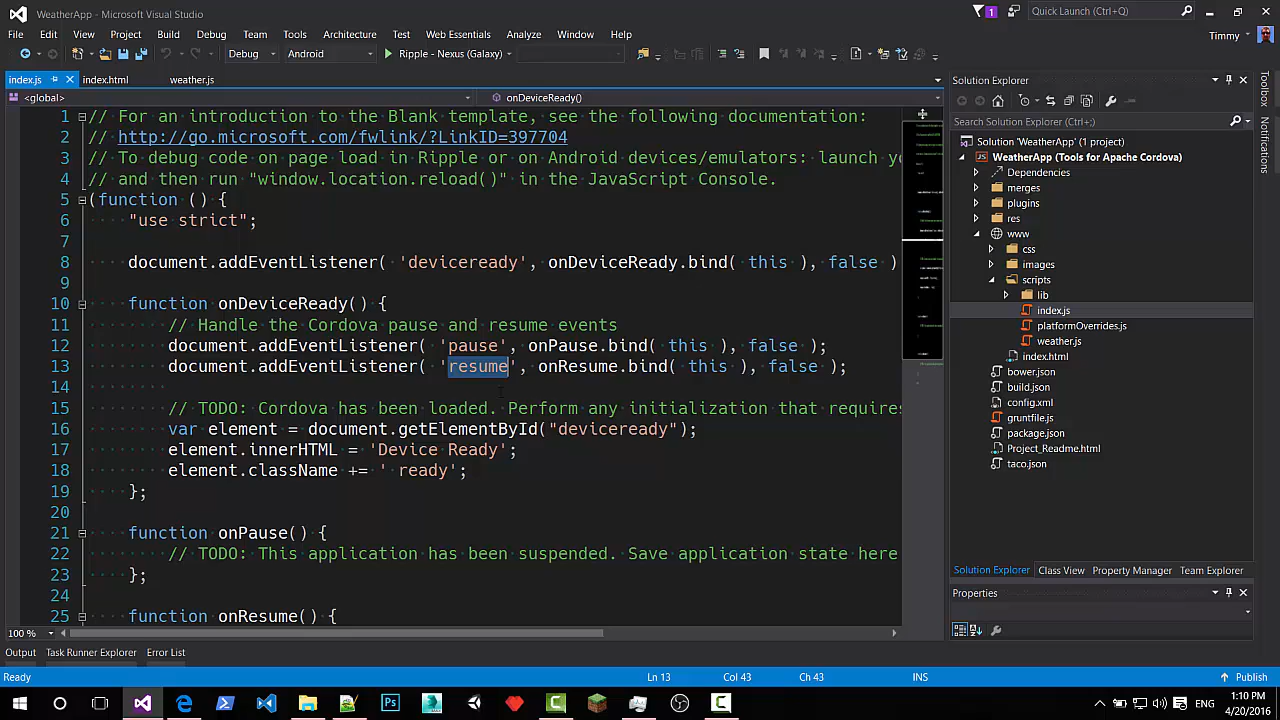 WeatherApp - Microsoft Visual Studio
1
Quick Launch (Ctrl+Q)
File Edit View Project Build Debug Team Tools Architecture Test Web Essentials Analyze Window Help
Timmy
Debug Android Ripple - Nexus (Galaxy)
index.js index.html weather.js
<global> onDeviceReady()
1 // For an introduction to the Blank template, see the following documentation:
2 // http://go.microsoft.com/fwlink/?LinkID=397704
3 // To debug code on page load in Ripple or on Android devices/emulators: launch yo
4 // and then run "window.location.reload()" in the JavaScript Console.
5 (function () {
6 "use strict";
7
8 document.addEventListener( 'deviceready', onDeviceReady.bind( this ), false )
9
10 function onDeviceReady() {
11 // Handle the Cordova pause and resume events
12 document.addEventListener( 'pause', onPause.bind( this ), false );
13 document.addEventListener( 'resume', onResume.bind( this ), false );
14
15 // TODO: Cordova has been loaded. Perform any initialization that requires
16 var element = document.getElementById("deviceready");
17 element.innerHTML = 'Device Ready';
18 element.className += ' ready';
19 };
20
21 function onPause() {
22 // TODO: This application has been suspended. Save application state here
23 };
24
25 function onResume() {
100 %
Solution Explorer
Search Solution Explorer (Ctrl+;)
Solution 'WeatherApp' (1 project)
WeatherApp (Tools for Apache Cordova)
Dependencies
merges
plugins
res
www
css
images
scripts
lib
index.js
platformOverrides.js
weather.js
index.html
bower.json
build.json
config.xml
gruntfile.js
package.json
Project_Readme.html
taco.json
Solution Explorer Class View Property Manager Team Explorer
Properties
Toolbox
Notifications
Output Task Runner Explorer Error List
Ready Ln 13 Col 43 Ch 43 INS Publish
ENG
1:10 PM
4/20/2016